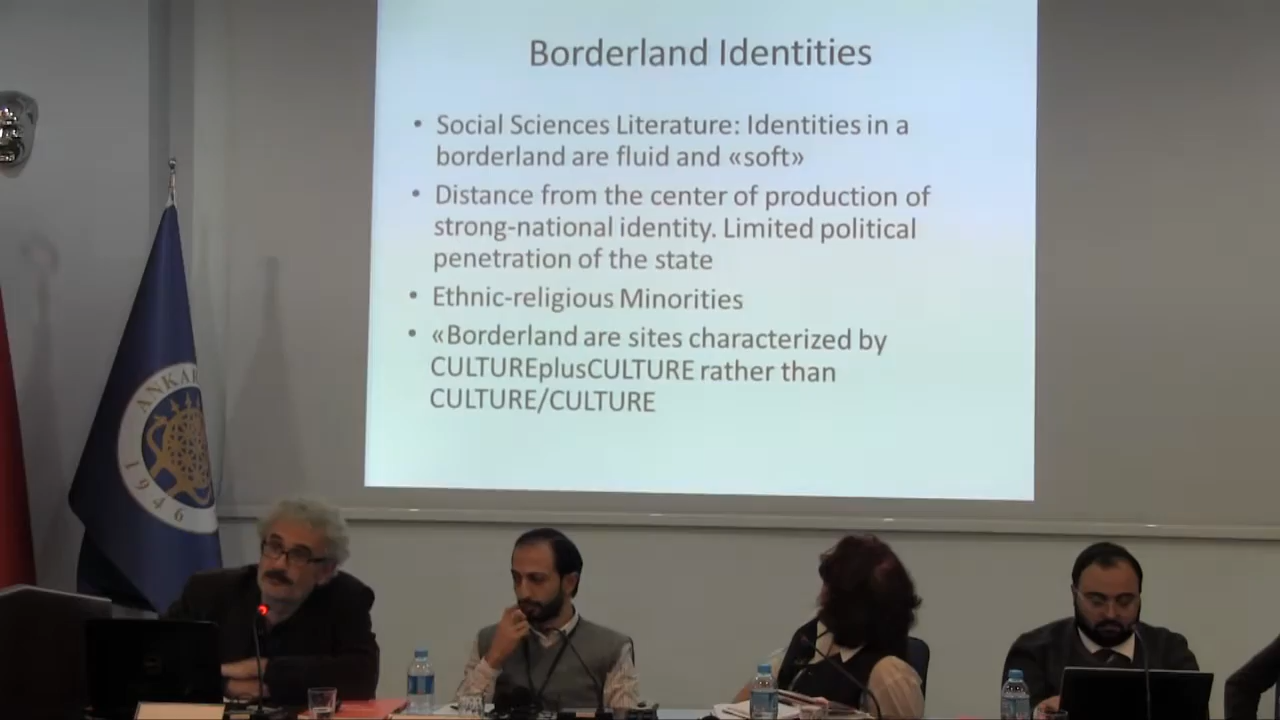 Borderland Identities
• Social Sciences Literature: Identities in a
borderland are fluid and «soft»
• Distance from the center of production of
strong-national identity. Limited political
penetration of the state
• Ethnic-religious Minorities
• «Borderland are sites characterized by
CULTUREplusCULTURE rather than
CULTURE/CULTURE
1946